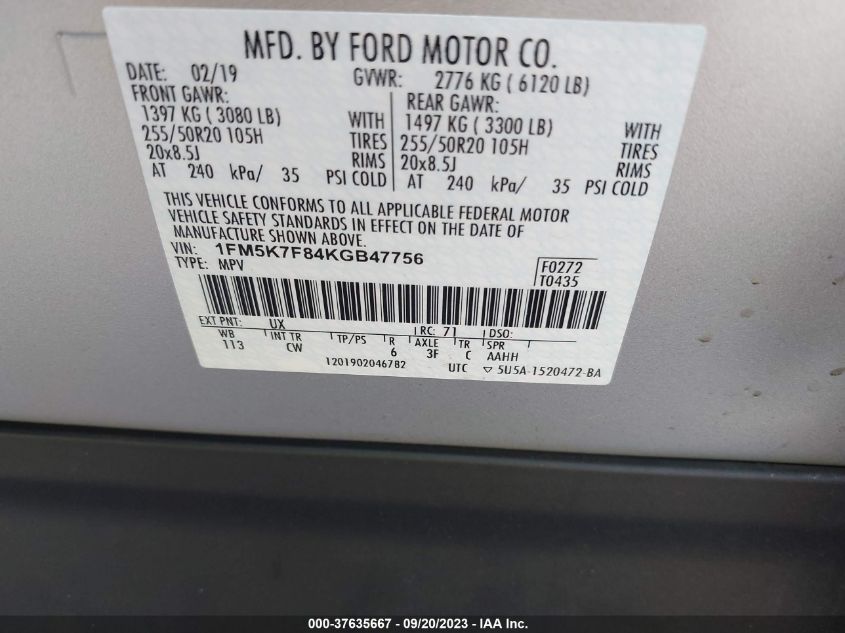 MFD. BY FORD MOTOR CO.
DATE: 02/19 GVWR: 2776 KG ( 6120 LB)
FRONT GAWR: REAR GAWR:
1397 KG ( 3080 LB) WITH 1497 KG ( 3300 LB) WITH
255/50R20 105H TIRES 255/50R20 105H TIRES
20x8.5J RIMS 20x8.5J RIMS
AT 240 kPa/ 35 PSI COLD AT 240 kPa/ 35 PSI COLD
THIS VEHICLE CONFORMS TO ALL APPLICABLE FEDERAL MOTOR
VEHICLE SAFETY STANDARDS IN EFFECT ON THE DATE OF
MANUFACTURE SHOWN ABOVE.
VIN: 1FM5K7F84KGB47756
TYPE: MPV
F0272
T0435
EXT PNT: UX RC: 71 DSO:
WB INT TR TP/PS R AXLE TR SPR
113 CW 6 3F C AAHH
1201902046782 UTC ▽ 5U5A-1520472-BA
000-37635667 - 09/20/2023 - IAA Inc.